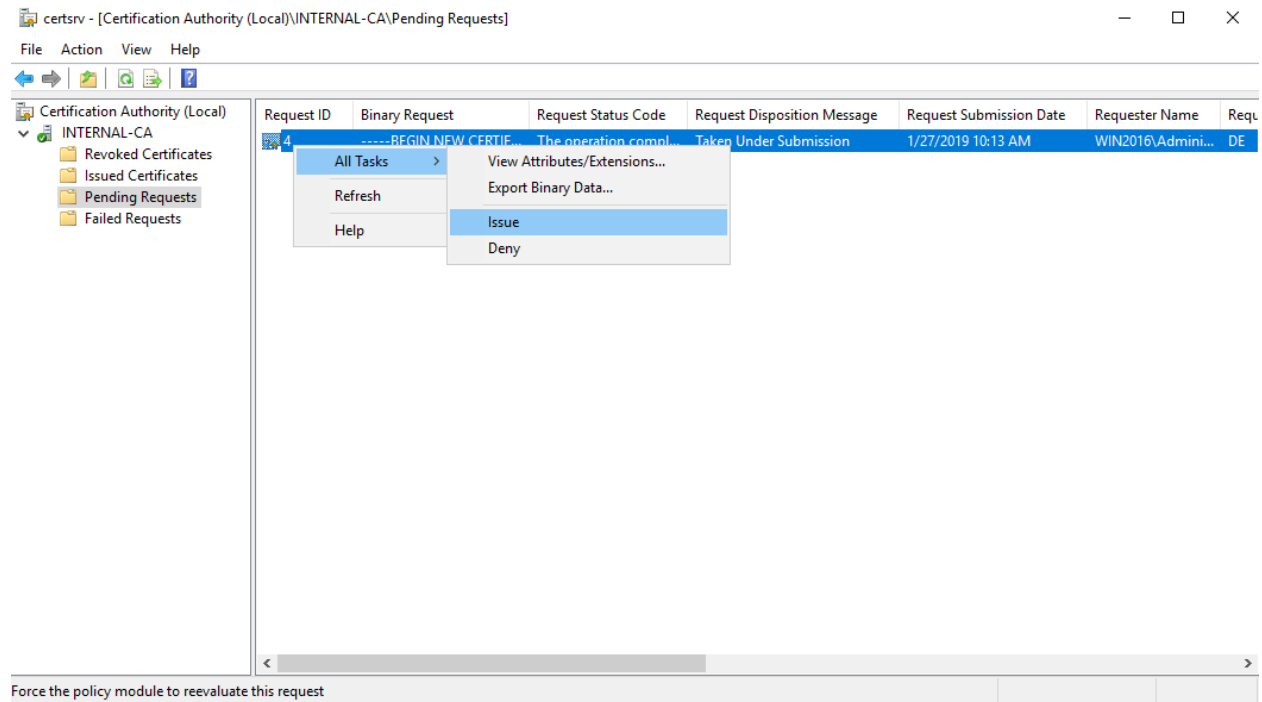 certsrv - [Certification Authority (Local)\INTERNAL-CA\Pending Requests]
File Action View Help
Certification Authority (Local)
INTERNAL-CA
Revoked Certificates
Issued Certificates
Pending Requests
Failed Requests
Request ID Binary Request Request Status Code Request Disposition Message Request Submission Date Requester Name Requ
4 -----BEGIN NEW CERTIF... The operation compl... Taken Under Submission 1/27/2019 10:13 AM WIN2016\Admini... DE
All Tasks >
Refresh
Help
View Attributes/Extensions...
Export Binary Data...
Issue
Deny
Force the policy module to reevaluate this request